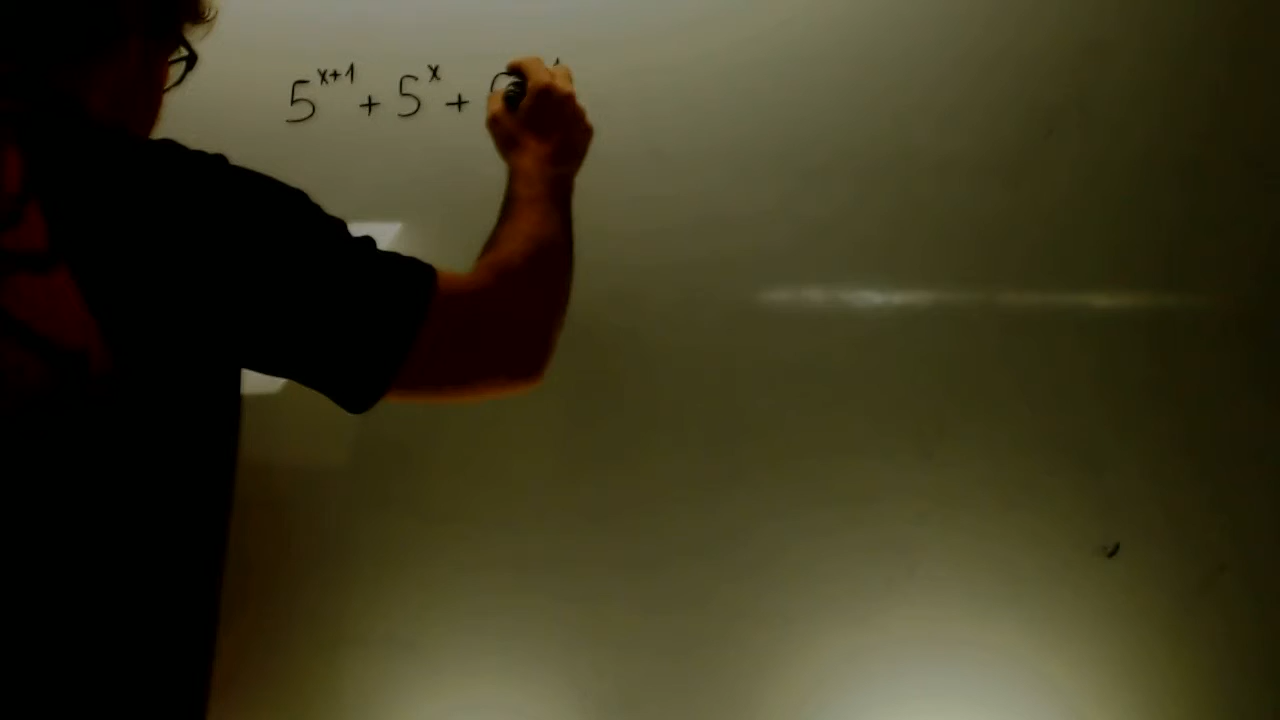 5^{x+1} + 5^x +